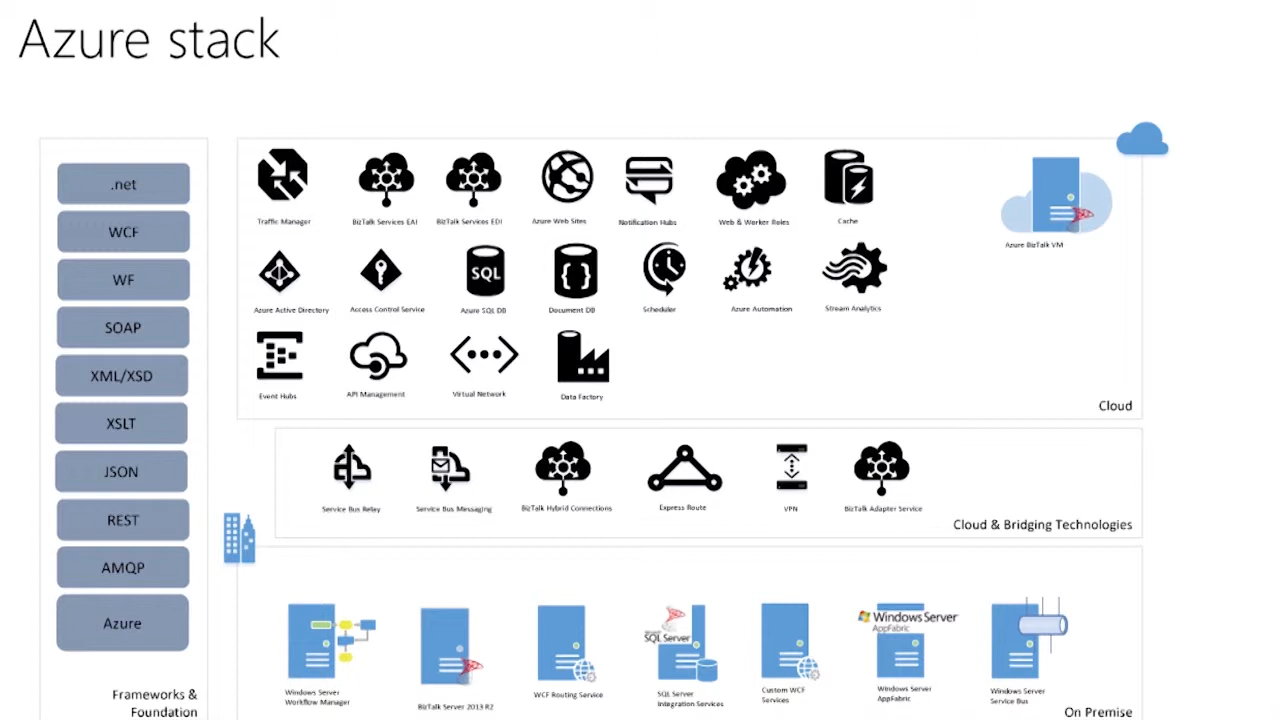 Azure stack
.net
WCF
WF
SOAP
XML/XSD
XSLT
JSON
REST
AMQP
Azure
Frameworks &
Foundation
Traffic Manager
BizTalk Services EAI
BizTalk Services EDI
Azure Web Sites
Notification Hubs
Web & Worker Roles
Cache
Azure BizTalk VM
Azure Active Directory
Access Control Service
SQL
Azure SQL DB
{ }
Document DB
Scheduler
Azure Automation
Stream Analytics
Event Hubs
API Management
Virtual Network
Data Factory
Cloud
Service Bus Relay
Service Bus Messaging
BizTalk Hybrid Connections
Express Route
VPN
BizTalk Adapter Service
Cloud & Bridging Technologies
Windows Server
Workflow Manager
BizTalk Server 2013 R2
WCF Routing Service
Microsoft
SQL Server
SQL Server
Integration Services
Custom WCF
Services
Windows Server
AppFabric
Windows Server
AppFabric
Windows Server
Service Bus
On Premise